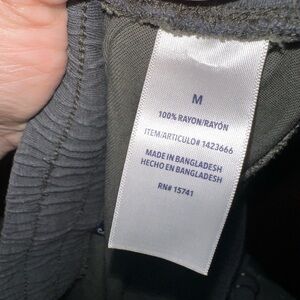 M
100% RAYON/RAYÓN
ITEM/ARTICULO# 1423666
MADE IN BANGLADESH
HECHO EN BANGLADESH
RN# 15741